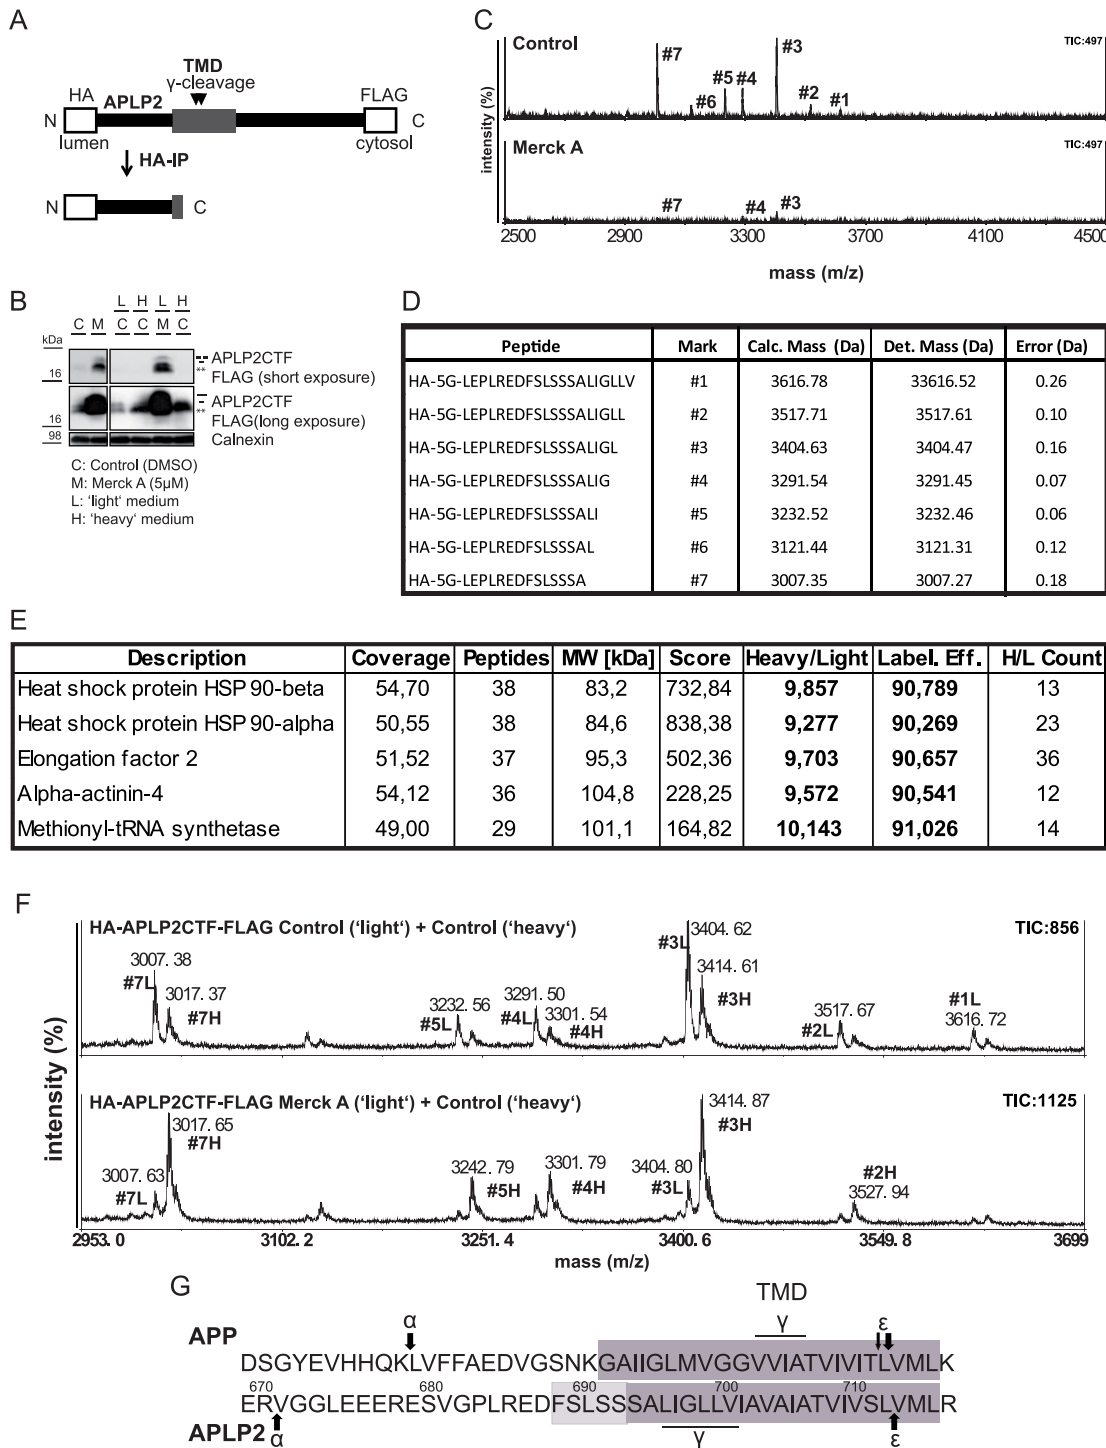 A
TMD
γ-cleavage
HA
APLP2
FLAG
N
C
lumen
cytosol
HA-IP
N
C
B
L H L H
C M C C M C
kDa
APLP2CTF
**
16
FLAG (short exposure)
APLP2CTF
**
FLAG(long exposure)
16
98
Calnexin
C: Control (DMSO)
M: Merck A (5µM)
L: 'light' medium
H: 'heavy' medium
C
Control
TIC:497
#7
#6
#5
#4
#3
#2
#1
intensity (%)
Merck A
TIC:497
#7
#4
#3
2500 2900 3300 3700 4100 4500
mass (m/z)
D
Peptide Mark Calc. Mass (Da) Det. Mass (Da) Error (Da)
HA-5G-LEPLREDFSLSSSALIGLLV #1 3616.78 33616.52 0.26
HA-5G-LEPLREDFSLSSSALIGLL #2 3517.71 3517.61 0.10
HA-5G-LEPLREDFSLSSSALIGL #3 3404.63 3404.47 0.16
HA-5G-LEPLREDFSLSSSALIG #4 3291.54 3291.45 0.07
HA-5G-LEPLREDFSLSSSALI #5 3232.52 3232.46 0.06
HA-5G-LEPLREDFSLSSSAL #6 3121.44 3121.31 0.12
HA-5G-LEPLREDFSLSSSA #7 3007.35 3007.27 0.18
E
Description Coverage Peptides MW [kDa] Score Heavy/Light Label. Eff. H/L Count
Heat shock protein HSP 90-beta 54,70 38 83,2 732,84 9,857 90,789 13
Heat shock protein HSP 90-alpha 50,55 38 84,6 838,38 9,277 90,269 23
Elongation factor 2 51,52 37 95,3 502,36 9,703 90,657 36
Alpha-actinin-4 54,12 36 104,8 228,25 9,572 90,541 12
Methionyl-tRNA synthetase 49,00 29 101,1 164,82 10,143 91,026 14
F
HA-APLP2CTF-FLAG Control ('light') + Control ('heavy')
TIC:856
3007. 38
#7L
3017. 37
#7H
3232. 56
#5L
3291. 50
#4L
3301. 54
#4H
3404. 62
#3L
3414. 61
#3H
3517. 67
#2L
#1L
3616. 72
intensity (%)
HA-APLP2CTF-FLAG Merck A ('light') + Control ('heavy')
TIC:1125
3007. 63
#7L
3017. 65
#7H
3242. 79
#5H
3301. 79
#4H
3404. 80
#3L
3414. 87
#3H
#2H
3527. 94
2953. 0 3102. 2 3251. 4 3400. 6 3549. 8 3699
mass (m/z)
G
TMD
α γ ε
APP
DSGYEVHHQKLVFFAEDVGSNKGAIIGLMVGGVVIATVIVITLVMLK
670 680 690 700 710
ERVGGLEEERESVGPLREDFSLSSSALIGLLVIAVAIATVIVSLVMLR
APLP2
α γ ε